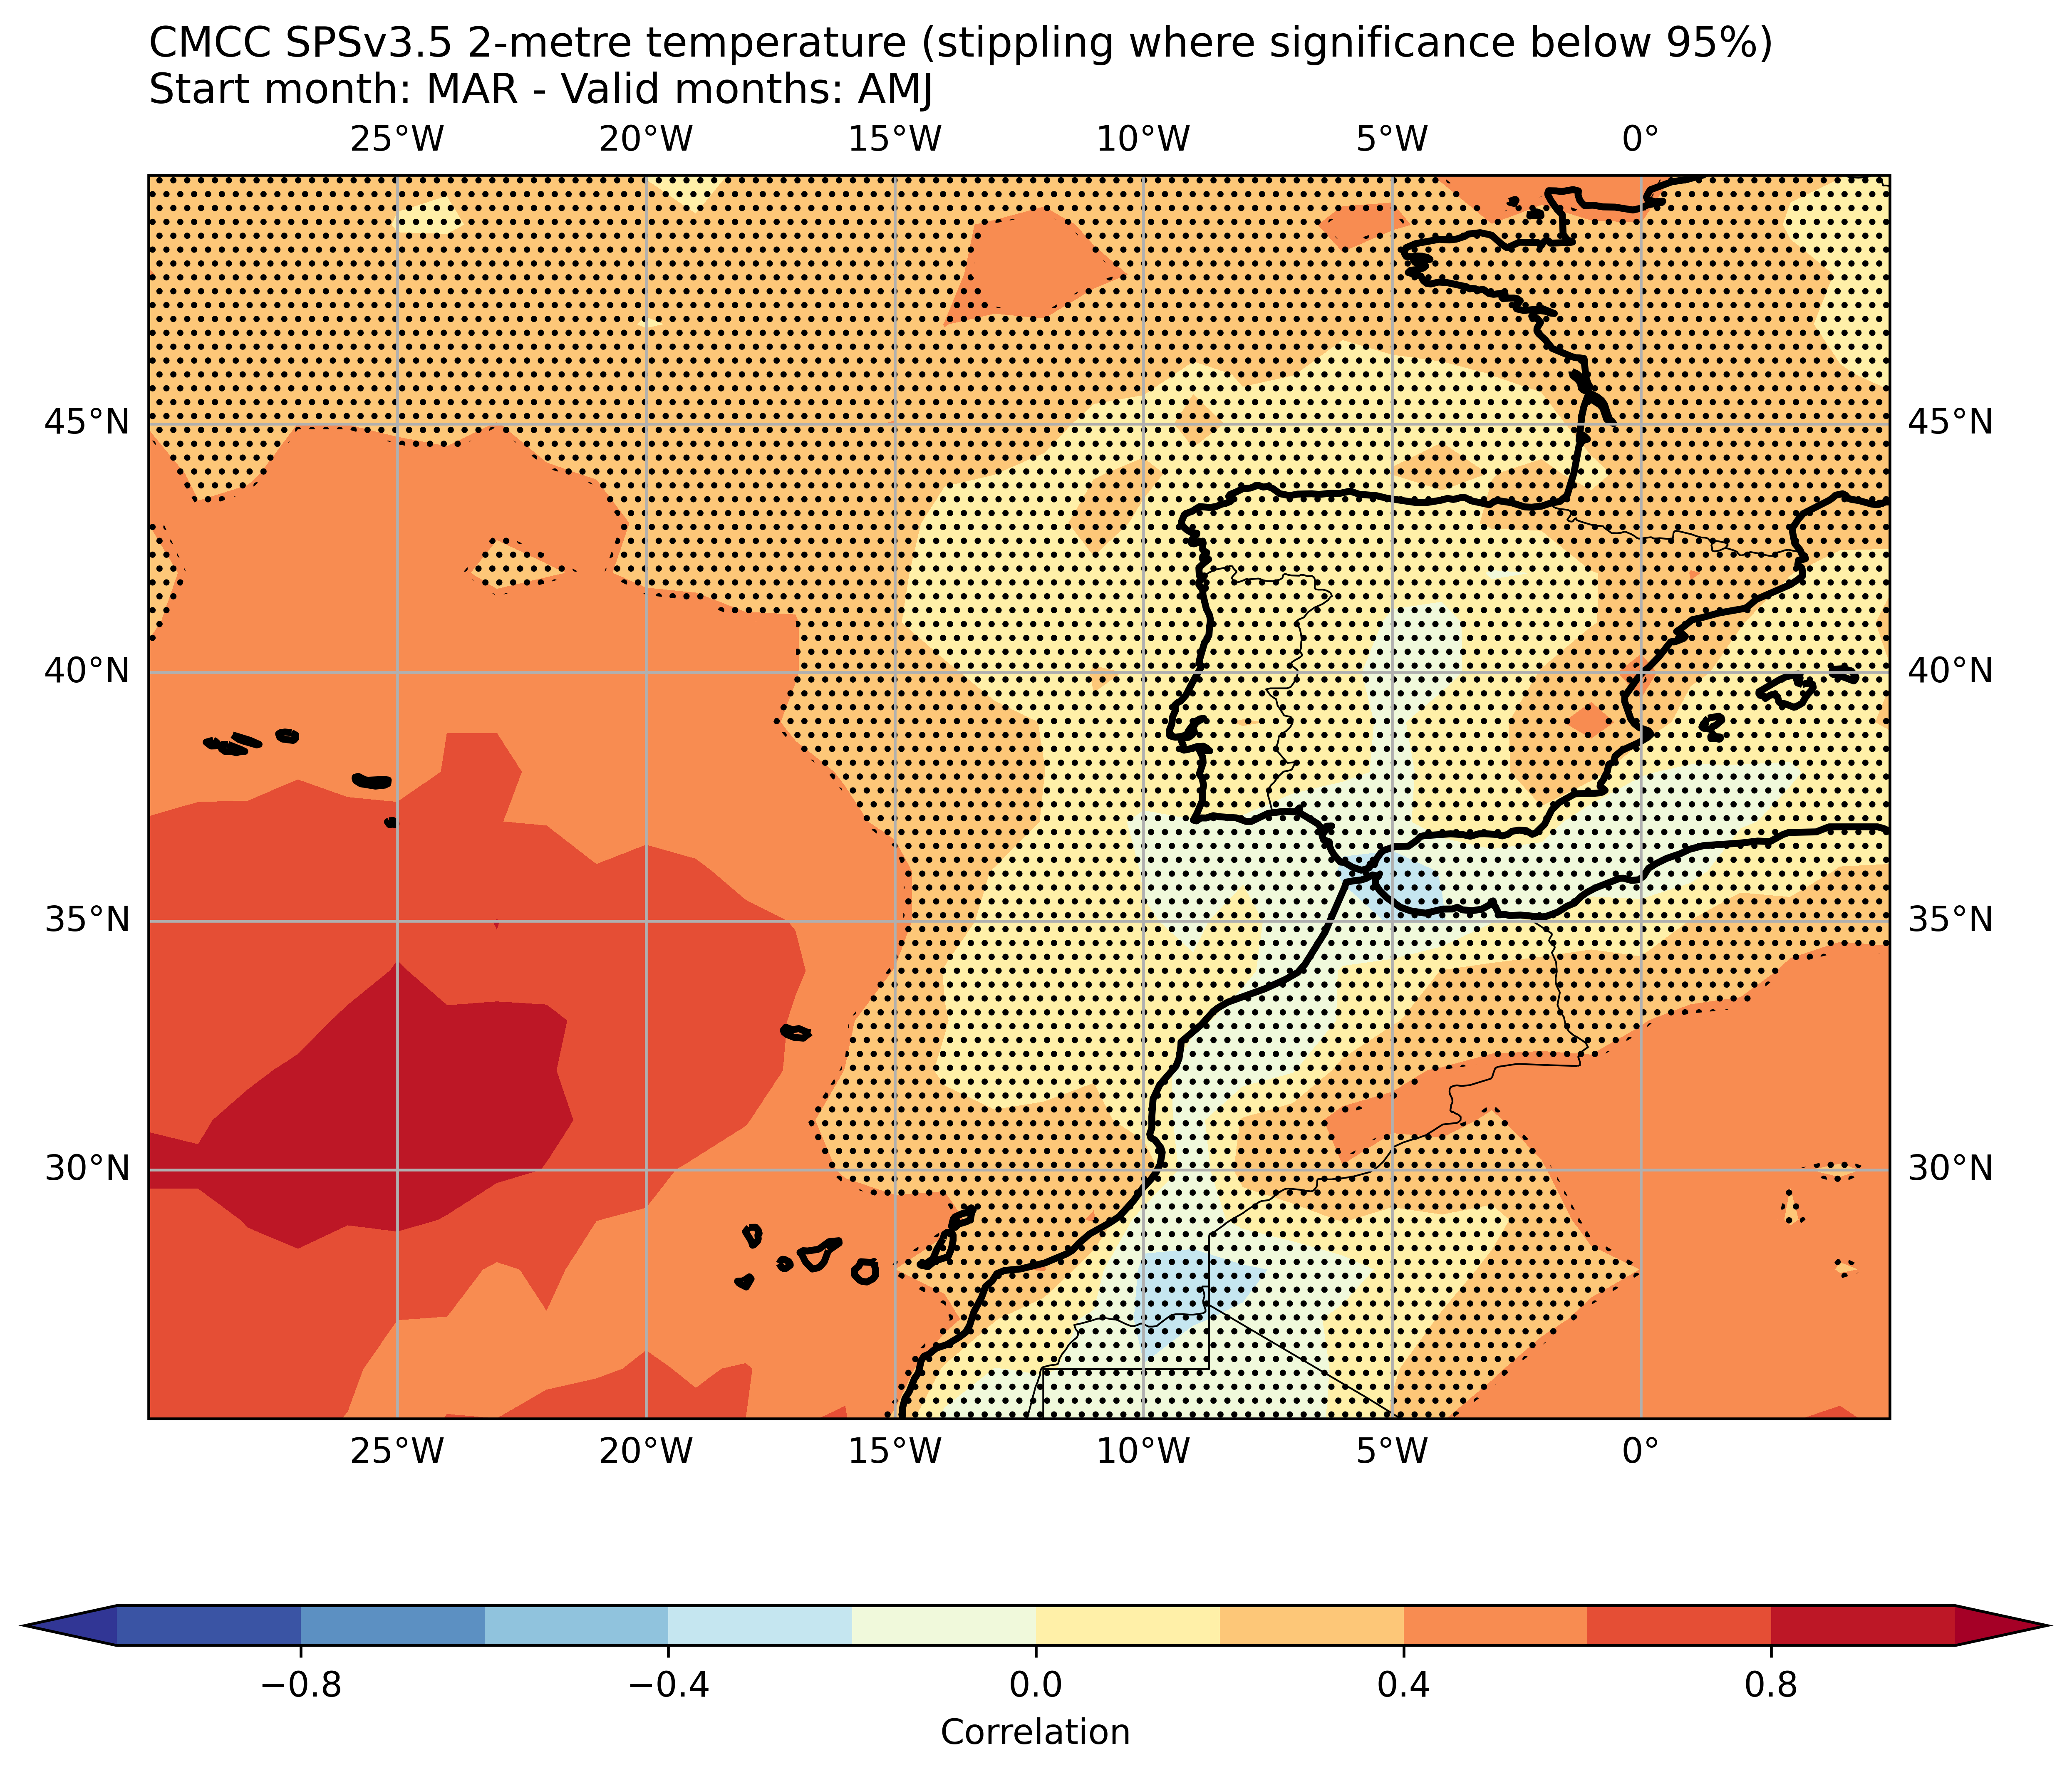 CMCC SPSv3.5 2-metre temperature (stippling where significance below 95%)
Start month: MAR - Valid months: AMJ
25°W 20°W 15°W 10°W 5°W 0°
45°N 45°N
40°N 40°N
35°N 35°N
30°N 30°N
25°W 20°W 15°W 10°W 5°W 0°
−0.8 −0.4 0.0 0.4 0.8
Correlation